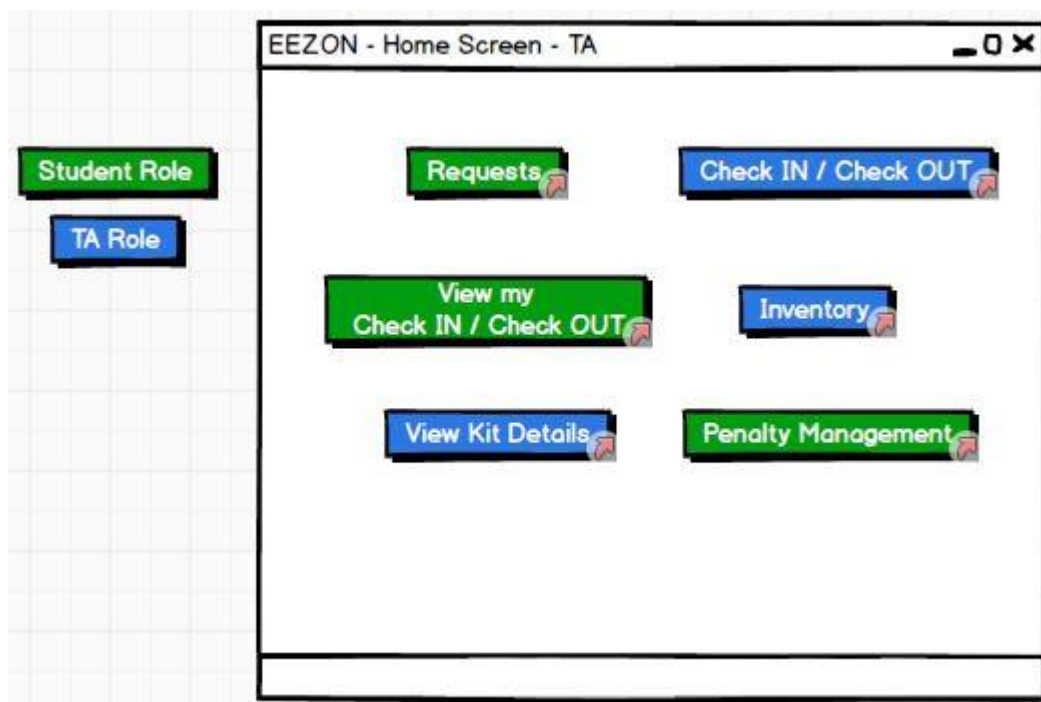 EEZON - Home Screen - TA
Student Role
TA Role
Requests
Check IN / Check OUT
View my
Check IN / Check OUT
Inventory
View Kit Details
Penalty Management